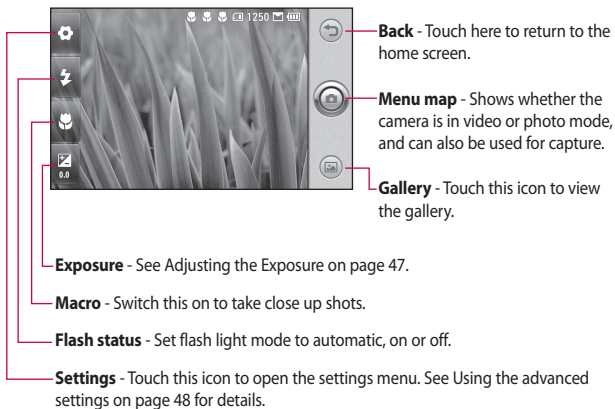 1250
0.0
Back - Touch here to return to the
home screen.
Menu map - Shows whether the
camera is in video or photo mode,
and can also be used for capture.
Gallery - Touch this icon to view
the gallery.
Exposure - See Adjusting the Exposure on page 47.
Macro - Switch this on to take close up shots.
Flash status - Set flash light mode to automatic, on or off.
Settings - Touch this icon to open the settings menu. See Using the advanced
settings on page 48 for details.